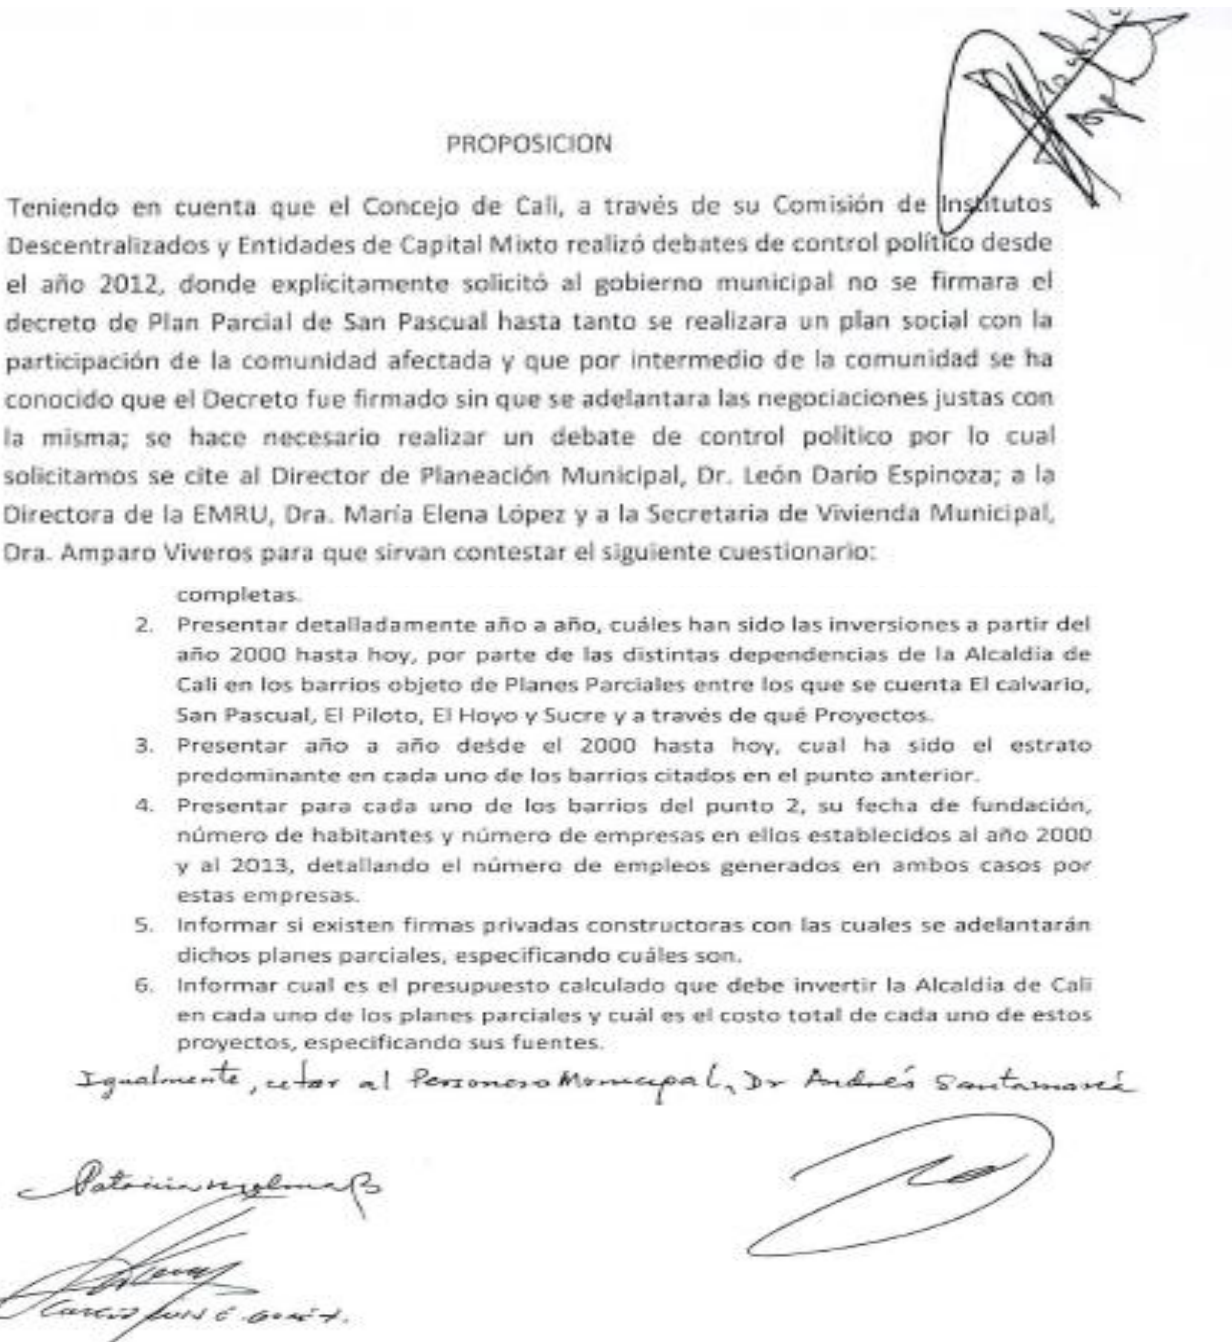 PROPOSICION
Teniendo en cuenta que el Concejo de Cali, a través de su Comisión de Institutos
Descentralizados y Entidades de Capital Mixto realizó debates de control político desde
el año 2012, donde explícitamente solicitó al gobierno municipal no se firmara el
decreto de Plan Parcial de San Pascual hasta tanto se realizara un plan social con la
participación de la comunidad afectada y que por intermedio de la comunidad se ha
conocido que el Decreto fue firmado sin que se adelantara las negociaciones justas con
la misma; se hace necesario realizar un debate de control político por lo cual
solicitamos se cite al Director de Planeación Municipal, Dr. León Darío Espinoza; a la
Directora de la EMRU, Dra. María Elena López y a la Secretaria de Vivienda Municipal,
Dra. Amparo Viveros para que sirvan contestar el siguiente cuestionario:
completas.
2. Presentar detalladamente año a año, cuáles han sido las inversiones a partir del
año 2000 hasta hoy, por parte de las distintas dependencias de la Alcaldia de
Cali en los barrios objeto de Planes Parciales entre los que se cuenta El calvario,
San Pascual, El Piloto, El Hoyo y Sucre y a través de qué Proyectos.
3. Presentar año a año desde el 2000 hasta hoy, cual ha sido el estrato
predominante en cada uno de los barrios citados en el punto anterior.
4. Presentar para cada uno de los barrios del punto 2, su fecha de fundación,
número de habitantes y número de empresas en ellos establecidos al año 2000
y al 2013, detallando el número de empleos generados en ambos casos por
estas empresas.
5. Informar si existen firmas privadas constructoras con las cuales se adelantarán
dichos planes parciales, especificando cuáles son.
6. Informar cual es el presupuesto calculado que debe invertir la Alcaldia de Cali
en cada uno de los planes parciales y cuál es el costo total de cada uno de estos
proyectos, especificando sus fuentes.
Igualmente, citar al Personero Municipal, Dr Andrés Santamaría
Patricia Molina B